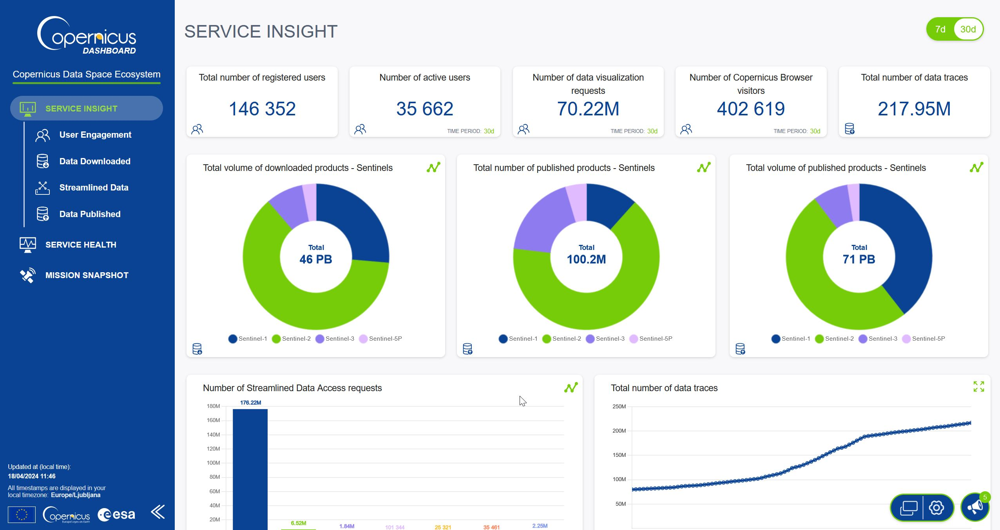 opernicus
DASHBOARD
Copernicus Data Space Ecosystem
SERVICE INSIGHT
User Engagement
Data Downloaded
Streamlined Data
Data Published
SERVICE HEALTH
MISSION SNAPSHOT
Updated at (local time):
18/04/2024 11:46
All timestamps are displayed in your
local timezone: Europe/Ljubljana
opernicus
Europe's eyes on Earth
esa
SERVICE INSIGHT
7d 30d
Total number of registered users
146 352
Number of active users
35 662
TIME PERIOD: 30d
Number of data visualization
requests
70.22M
TIME PERIOD: 30d
Number of Copernicus Browser
visitors
402 619
TIME PERIOD: 30d
Total number of data traces
217.95M
Total volume of downloaded products - Sentinels
Total
46 PB
Sentinel-1 Sentinel-2 Sentinel-3 Sentinel-5P
Total number of published products - Sentinels
Total
100.2M
Sentinel-1 Sentinel-2 Sentinel-3 Sentinel-5P
Total volume of published products - Sentinels
Total
71 PB
Sentinel-1 Sentinel-2 Sentinel-3 Sentinel-5P
Number of Streamlined Data Access requests
176.22M
180M
160M
140M
120M
100M
80M
60M
40M
20M
6.52M
1.84M
101 344
25 321
35 461
2.25M
Total number of data traces
250M
200M
150M
100M
50M
5